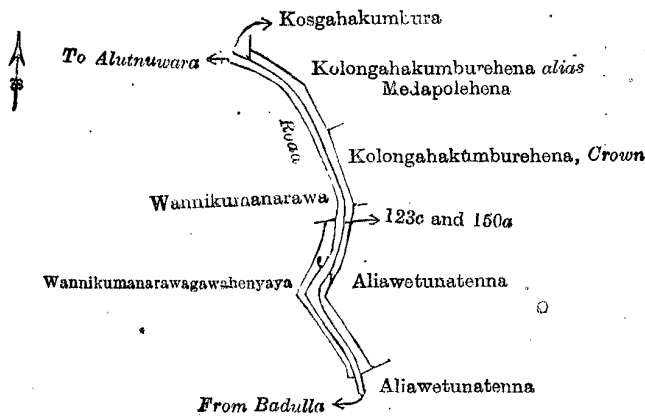 Kosgahakumbura
To Alutnuwara
Kolongahakumburehena alias
Medapolehena
Road
Kolongahakumburehena, Crown
Wannikumanarawa
123c and 150a
Wannikumanarawagawahenyaya
Aliawetunatenna
Aliawetunatenna
From Badulla